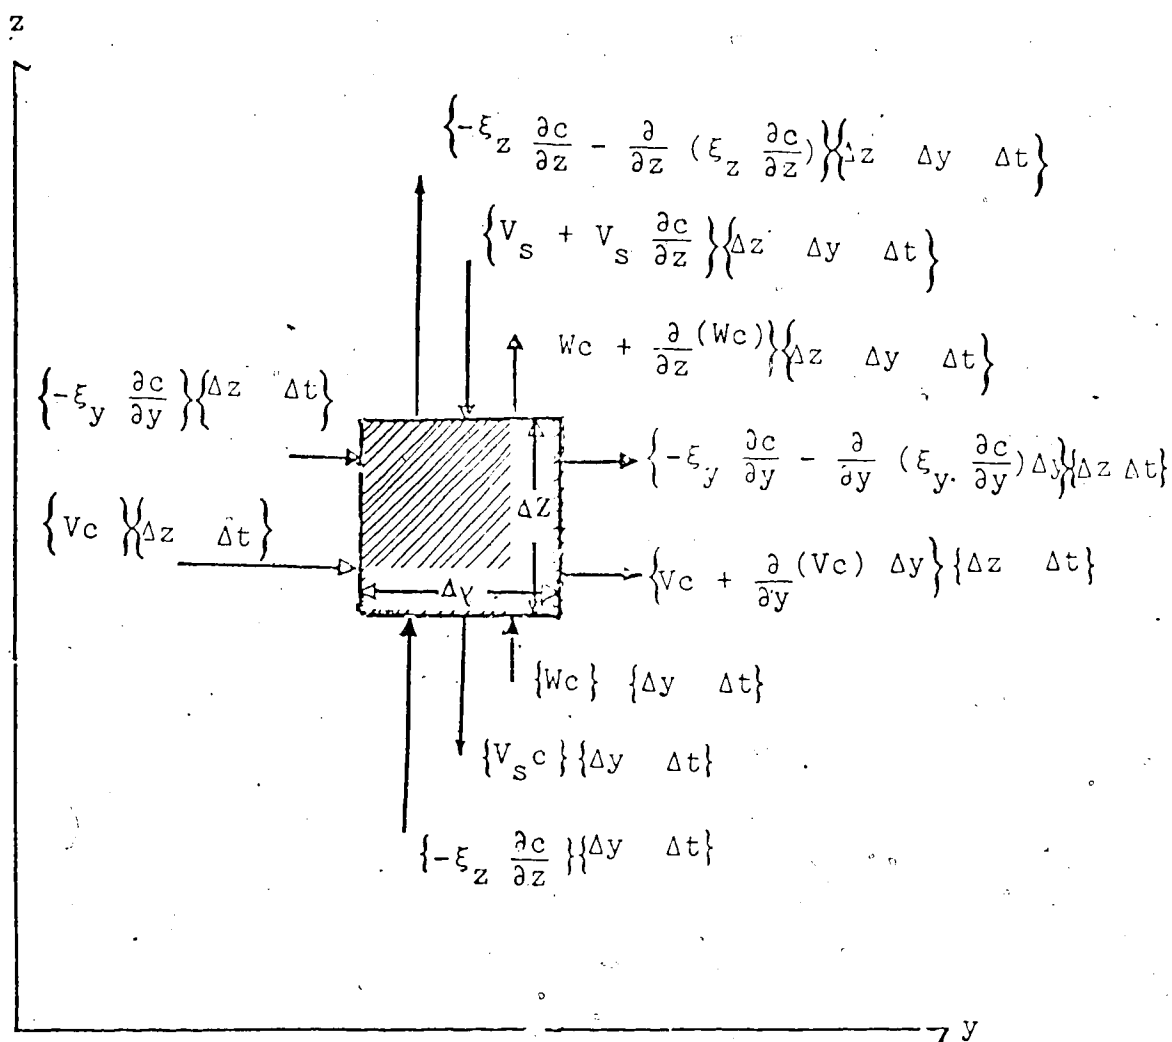 z
{-ξ_z ∂c/∂z - ∂/∂z (ξ_z ∂c/∂z)}{Δz Δy Δt}
{V_s + V_s ∂c/∂z}{Δz Δy Δt}
Wc + ∂/∂z (Wc)}{Δz Δy Δt}
{-ξ_y ∂c/∂y}{Δz Δt}
{-ξ_y ∂c/∂y - ∂/∂y (ξ_y. ∂c/∂y)Δy}{Δz Δt}
ΔZ
{Vc}{Δz Δt}
{Vc + ∂/∂y (Vc) Δy}{Δz Δt}
Δy
{Wc} {Δy Δt}
{V_s c}{Δy Δt}
{-ξ_z ∂c/∂z}{Δy Δt}
y